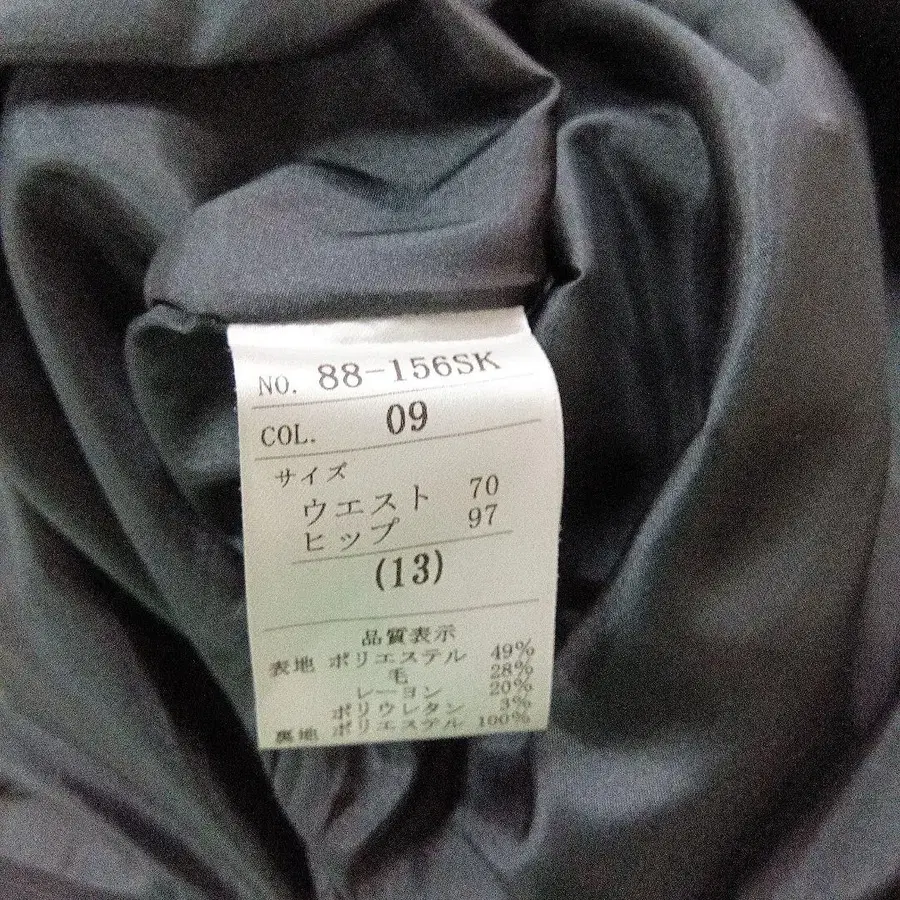 NO. 88-156SK
COL. 09
サイズ
ウエスト 70
ヒップ 97
(13)
品質表示
表地 ポリエステル 49%
毛 28%
レーヨン 20%
ポリウレタン 3%
裏地 ポリエステル 100%